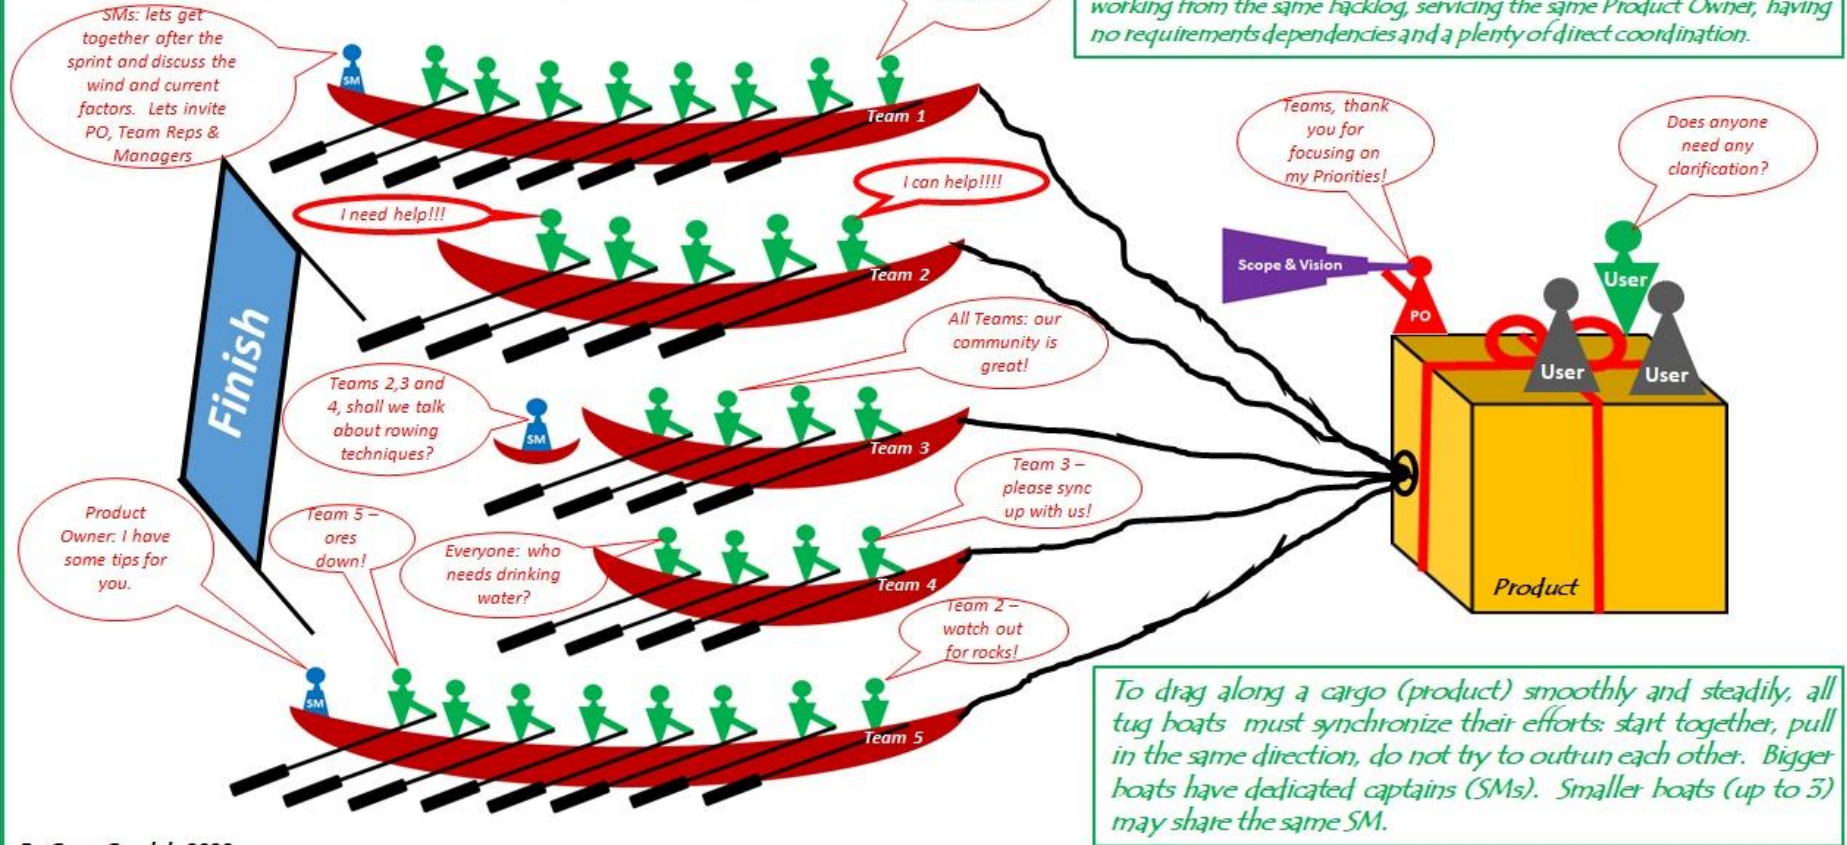 SMs: lets get
together after the
sprint and discuss the
wind and current
factors. Lets invite
PO, Team Reps &
Managers
SM
Team 1
working from the same backlog, servicing the same Product Owner, having
no requirements dependencies and a plenty of direct coordination.
Teams, thank
you for
focusing on
my Priorities!
Does anyone
need any
clarification?
I need help!!!
I can help!!!!
Team 2
Scope & Vision
PO
User
User
User
Finish
All Teams: our
community is
great!
Teams 2,3 and
4, shall we talk
about rowing
techniques?
SM
Team 3
Team 3 –
please sync
up with us!
Product
Owner: I have
some tips for
you.
Team 5 –
ores
down!
Everyone: who
needs drinking
water?
Team 4
Product
Team 2 –
watch out
for rocks!
SM
Team 5
To drag along a cargo (product) smoothly and steadily, all
tug boats must synchronize their efforts: start together, pull
in the same direction, do not try to outrun each other. Bigger
boats have dedicated captains (SMs). Smaller boats (up to 3)
may share the same SM.